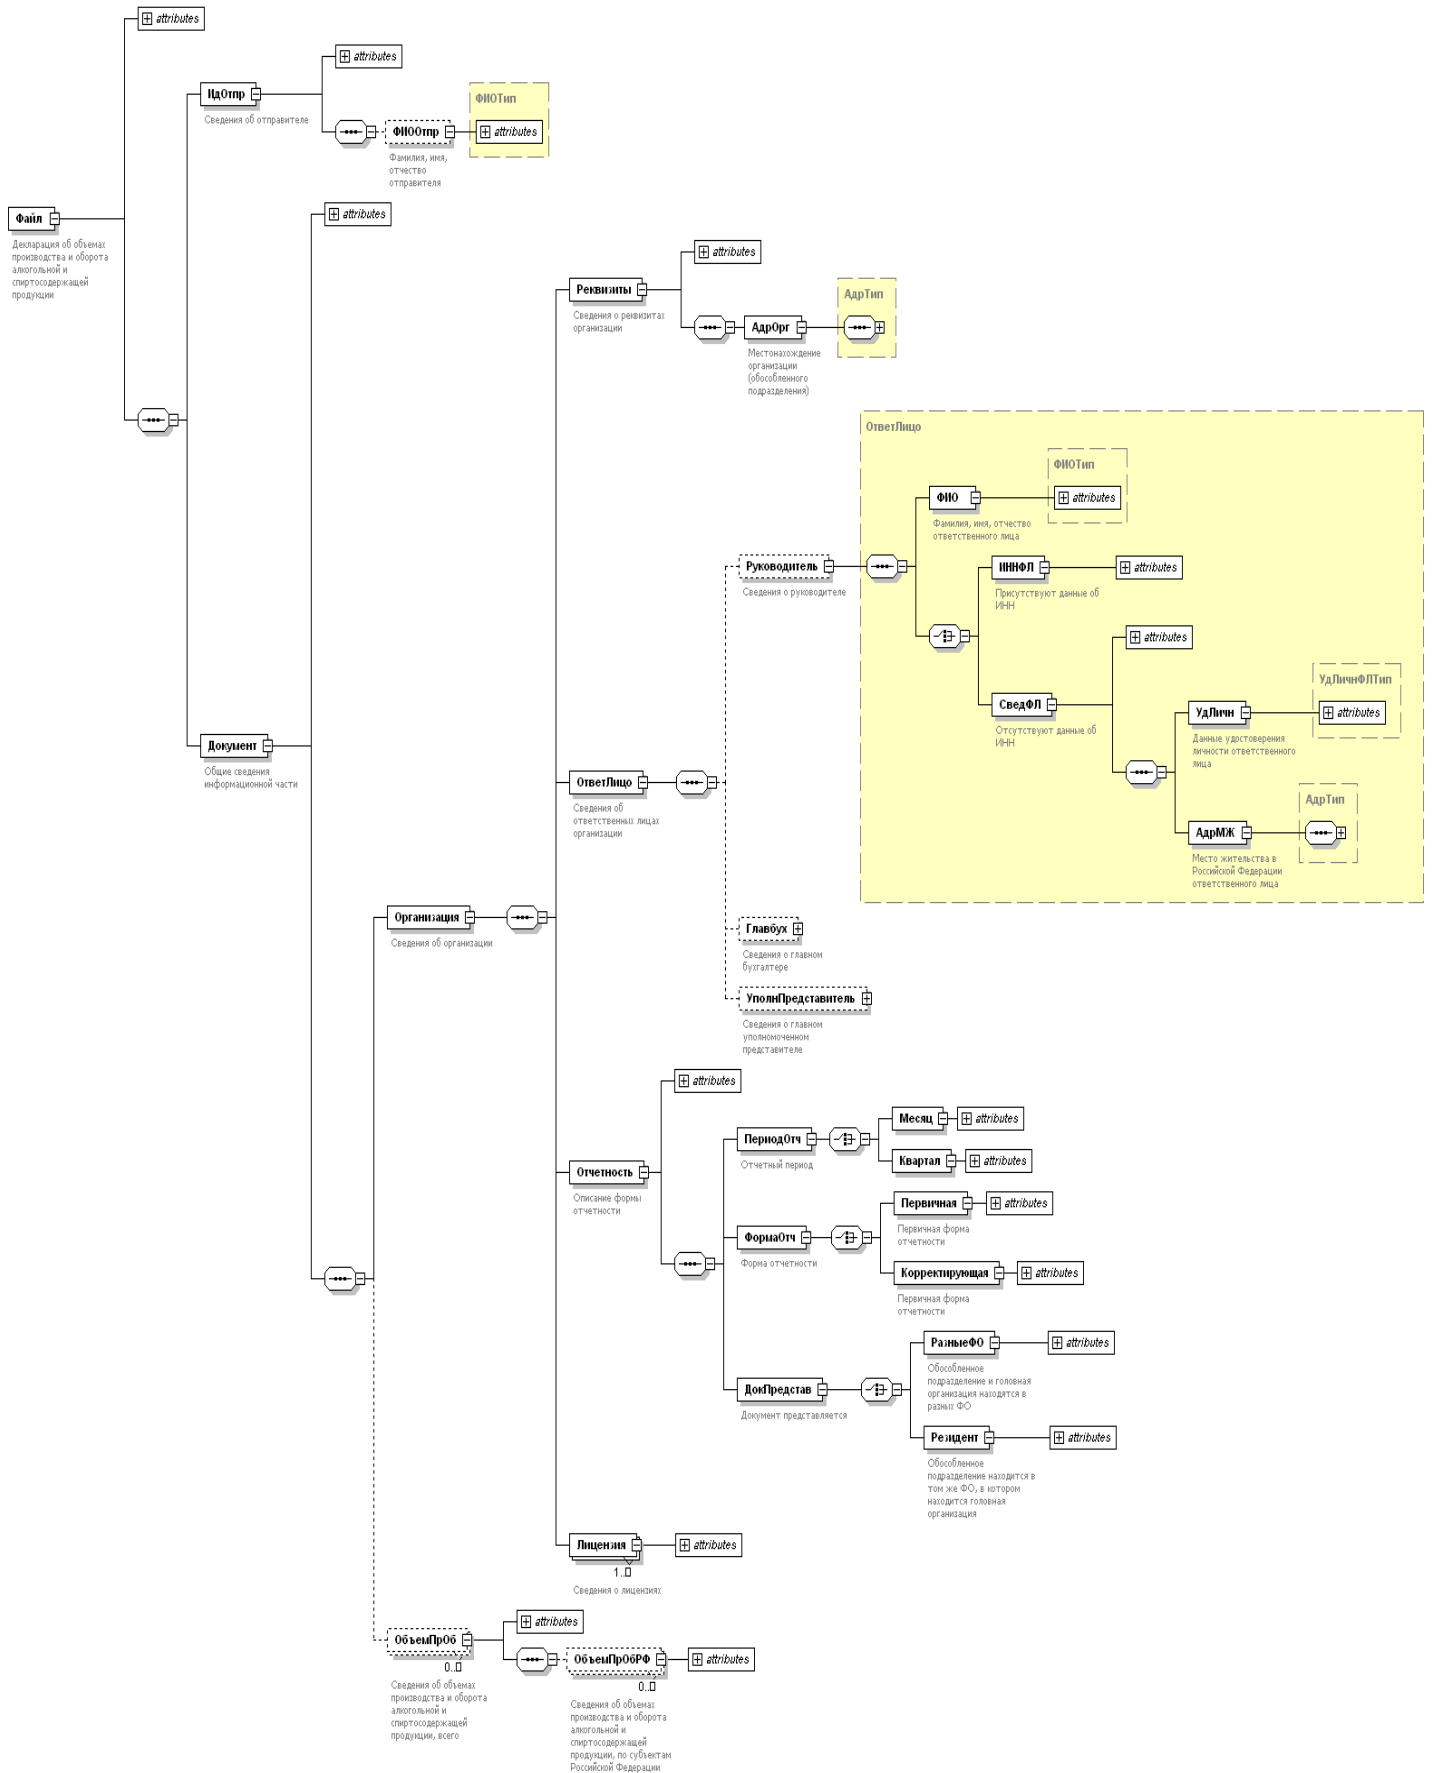 attributes
attributes
ИдОтпр
Сведения об отправителе
ФИОТип
ФИООтпр
attributes
Фамилия, имя,
отчество
отправителя
Файл
Декларация об объемах
производства и оборота
алкогольной и
спиртосодержащей
продукции
attributes
attributes
Реквизиты
Сведения о реквизитах
организации
АдрТип
АдрОрг
Местонахождение
организации
(обособленного
подразделения)
ОтветЛицо
ФИОТип
ФИО
attributes
Фамилия, имя, отчество
ответственного лица
Руководитель
Сведения о руководителе
ИННФЛ
attributes
Присутствуют данные об
ИНН
attributes
СведФЛ
Отсутствуют данные об
ИНН
УдЛичнФЛТип
УдЛичн
attributes
Данные удостоверения
личности ответственного
лица
АдрТип
АдрМЖ
Место жительства в
Российской Федерации
ответственного лица
Документ
Общие сведения
информационной части
ОтветЛицо
Сведения об
ответственных лицах
организации
Организация
Сведения об организации
Главбух
Сведения о главном
бухгалтере
УполнПредставитель
Сведения о главном
уполномоченном
представителе
attributes
Отчетность
Описание формы
отчетности
ПериодОтч
Отчетный период
Месяц
attributes
Квартал
attributes
ФормаОтч
Форма отчетности
Первичная
attributes
Первичная форма
отчетности
Корректирующая
attributes
Первичная форма
отчетности
ДокПредстав
Документ представляется
РазныеФО
attributes
Обособленное
подразделение и головная
организация находятся в
разных ФО
Резидент
attributes
Обособленное
подразделение находится в
том же ФО, в котором
находится головная
организация
Лицензия
attributes
1..
Сведения о лицензиях
ОбъемПрОб
attributes
0..
Сведения об объемах
производства и оборота
алкогольной и
спиртосодержащей
продукции, всего
ОбъемПрОбРФ
attributes
0..
Сведения об объемах
производства и оборота
алкогольной и
спиртосодержащей
продукции, по субъектам
Российской Федерации